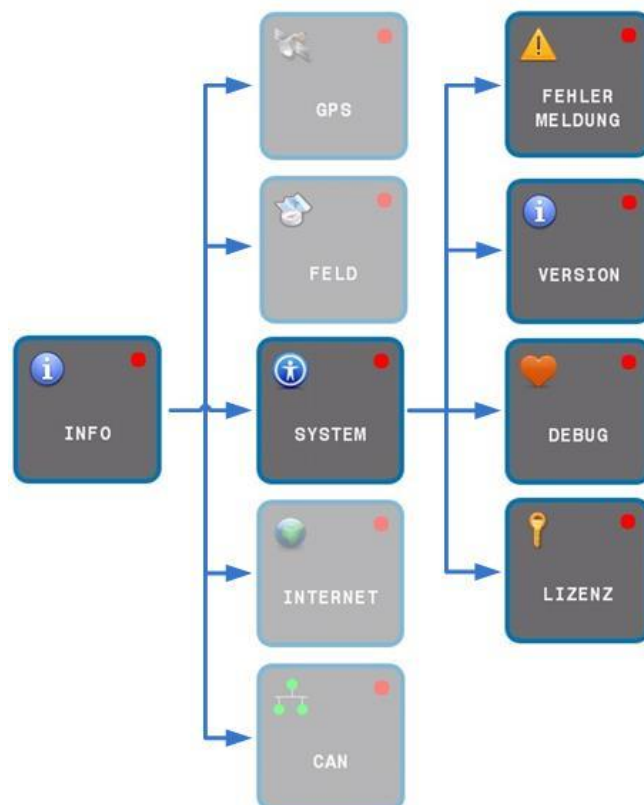 GPS
FEHLER
MELDUNG
FELD
VERSION
INFO
SYSTEM
DEBUG
INTERNET
LIZENZ
CAN